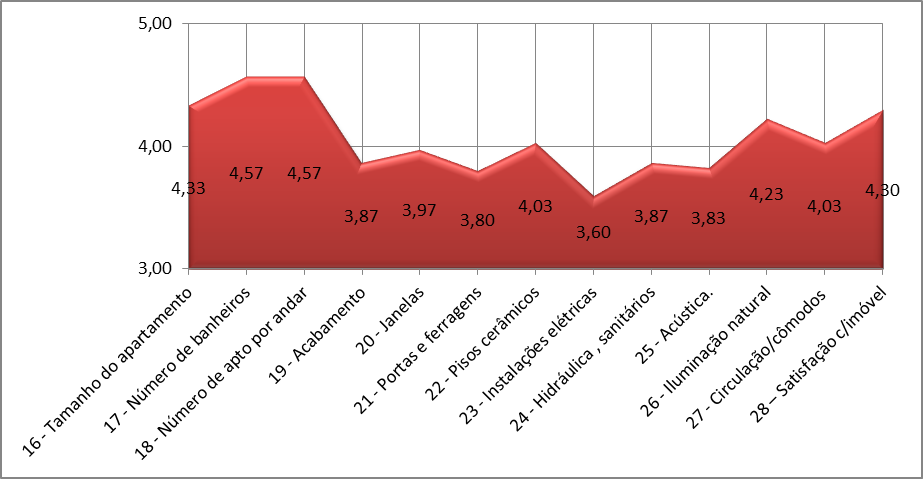 5,00
4,00
3,00
4,33
4,57
4,57
3,87
3,97
3,80
4,03
3,60
3,87
3,83
4,23
4,03
4,30
16 - Tamanho do apartamento
17 - Número de banheiros
18 - Número de apto por andar
19 - Acabamento
20 - Janelas
21 - Portas e ferragens
22 - Pisos cerâmicos
23 - Instalações elétricas
24 - Hidráulica , sanitários
25 - Acústica.
26 - Iluminação natural
27 - Circulação/cômodos
28 – Satisfação c/imóvel